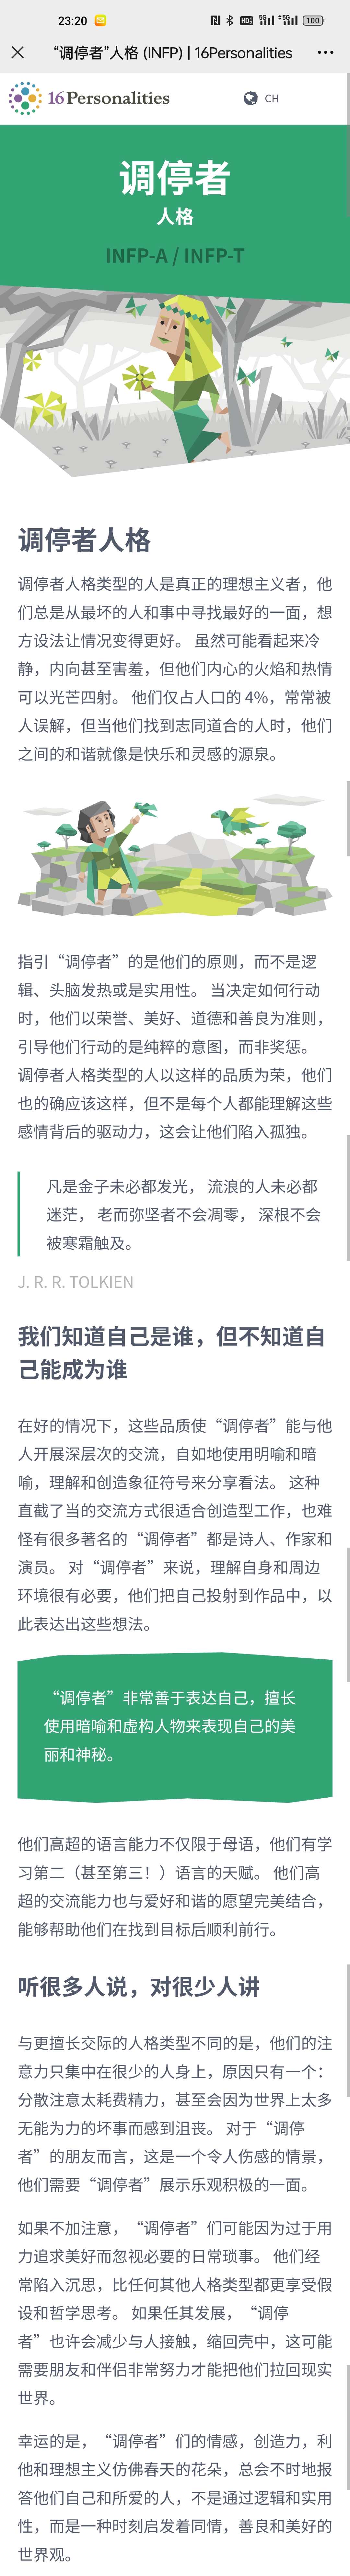 23:20
100
“调停者”人格 (INFP) | 16Personalities
16Personalities
CH
调停者
人格
INFP-A / INFP-T
调停者人格
调停者人格类型的人是真正的理想主义者，他
们总是从最坏的人和事中寻找最好的一面，想
方设法让情况变得更好。 虽然可能看起来冷
静，内向甚至害羞，但他们内心的火焰和热情
可以光芒四射。 他们仅占人口的 4%，常常被
人误解，但当他们找到志同道合的人时，他们
之间的和谐就像是快乐和灵感的源泉。
指引“调停者”的是他们的原则，而不是逻
辑、头脑发热或是实用性。 当决定如何行动
时，他们以荣誉、美好、道德和善良为准则，
引导他们行动的是纯粹的意图，而非奖惩。
调停者人格类型的人以这样的品质为荣，他们
也的确应该这样，但不是每个人都能理解这些
感情背后的驱动力，这会让他们陷入孤独。
凡是金子未必都发光， 流浪的人未必都
迷茫， 老而弥坚者不会凋零， 深根不会
被寒霜触及。
J. R. R. TOLKIEN
我们知道自己是谁，但不知道自
己能成为谁
在好的情况下，这些品质使“调停者”能与他
人开展深层次的交流，自如地使用明喻和暗
喻，理解和创造象征符号来分享看法。 这种
直截了当的交流方式很适合创造型工作，也难
怪有很多著名的“调停者”都是诗人、作家和
演员。 对“调停者”来说，理解自身和周边
环境很有必要，他们把自己投射到作品中，以
此表达出这些想法。
“调停者”非常善于表达自己，擅长
使用暗喻和虚构人物来表现自己的美
丽和神秘。
他们高超的语言能力不仅限于母语，他们有学
习第二（甚至第三！）语言的天赋。 他们高
超的交流能力也与爱好和谐的愿望完美结合，
能够帮助他们在找到目标后顺利前行。
听很多人说，对很少人讲
与更擅长交际的人格类型不同的是，他们的注
意力只集中在很少的人身上，原因只有一个：
分散注意太耗费精力，甚至会因为世界上太多
无能为力的坏事而感到沮丧。 对于“调停
者”的朋友而言，这是一个令人伤感的情景，
他们需要“调停者”展示乐观积极的一面。
如果不加注意，“调停者”们可能因为过于用
力追求美好而忽视必要的日常琐事。 他们经
常陷入沉思，比任何其他人格类型都更享受假
设和哲学思考。 如果任其发展，“调停
者”也许会减少与人接触，缩回壳中，这可能
需要朋友和伴侣非常努力才能把他们拉回现实
世界。
幸运的是，“调停者”们的情感，创造力，利
他和理想主义仿佛春天的花朵，总会不时地报
答他们自己和所爱的人，不是通过逻辑和实用
性，而是一种时刻启发着同情，善良和美好的
世界观。